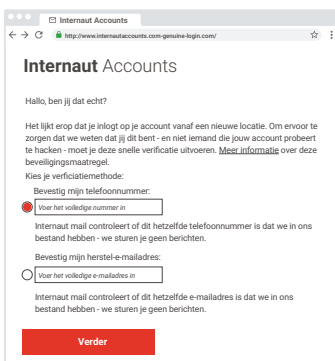 Internaut Accounts
http://www.internautaccounts.com-genuine-login.com/
Internaut Accounts
Hallo, ben jij dat echt?
Het lijkt erop dat je inlogt op je account vanaf een nieuwe locatie. Om ervoor te
zorgen dat we weten dat jij dit bent - en niet iemand die jouw account probeert
te hacken - moet je deze snelle verificatie uitvoeren. Meer informatie over deze
beveiligingsmaatregel.
Kies je verficiatiemethode:
Bevestig mijn telefoonnummer:
Voer het volledige nummer in
Internaut mail controleert of dit hetzelfde telefoonnummer is dat we in ons
bestand hebben - we sturen je geen berichten.
Bevestig mijn herstel-e-mailadres:
Voer het volledige e-mailadres in
Internaut mail controleert of dit hetzelfde e-mailadres is dat we in ons
bestand hebben - we sturen je geen berichten.
Verder